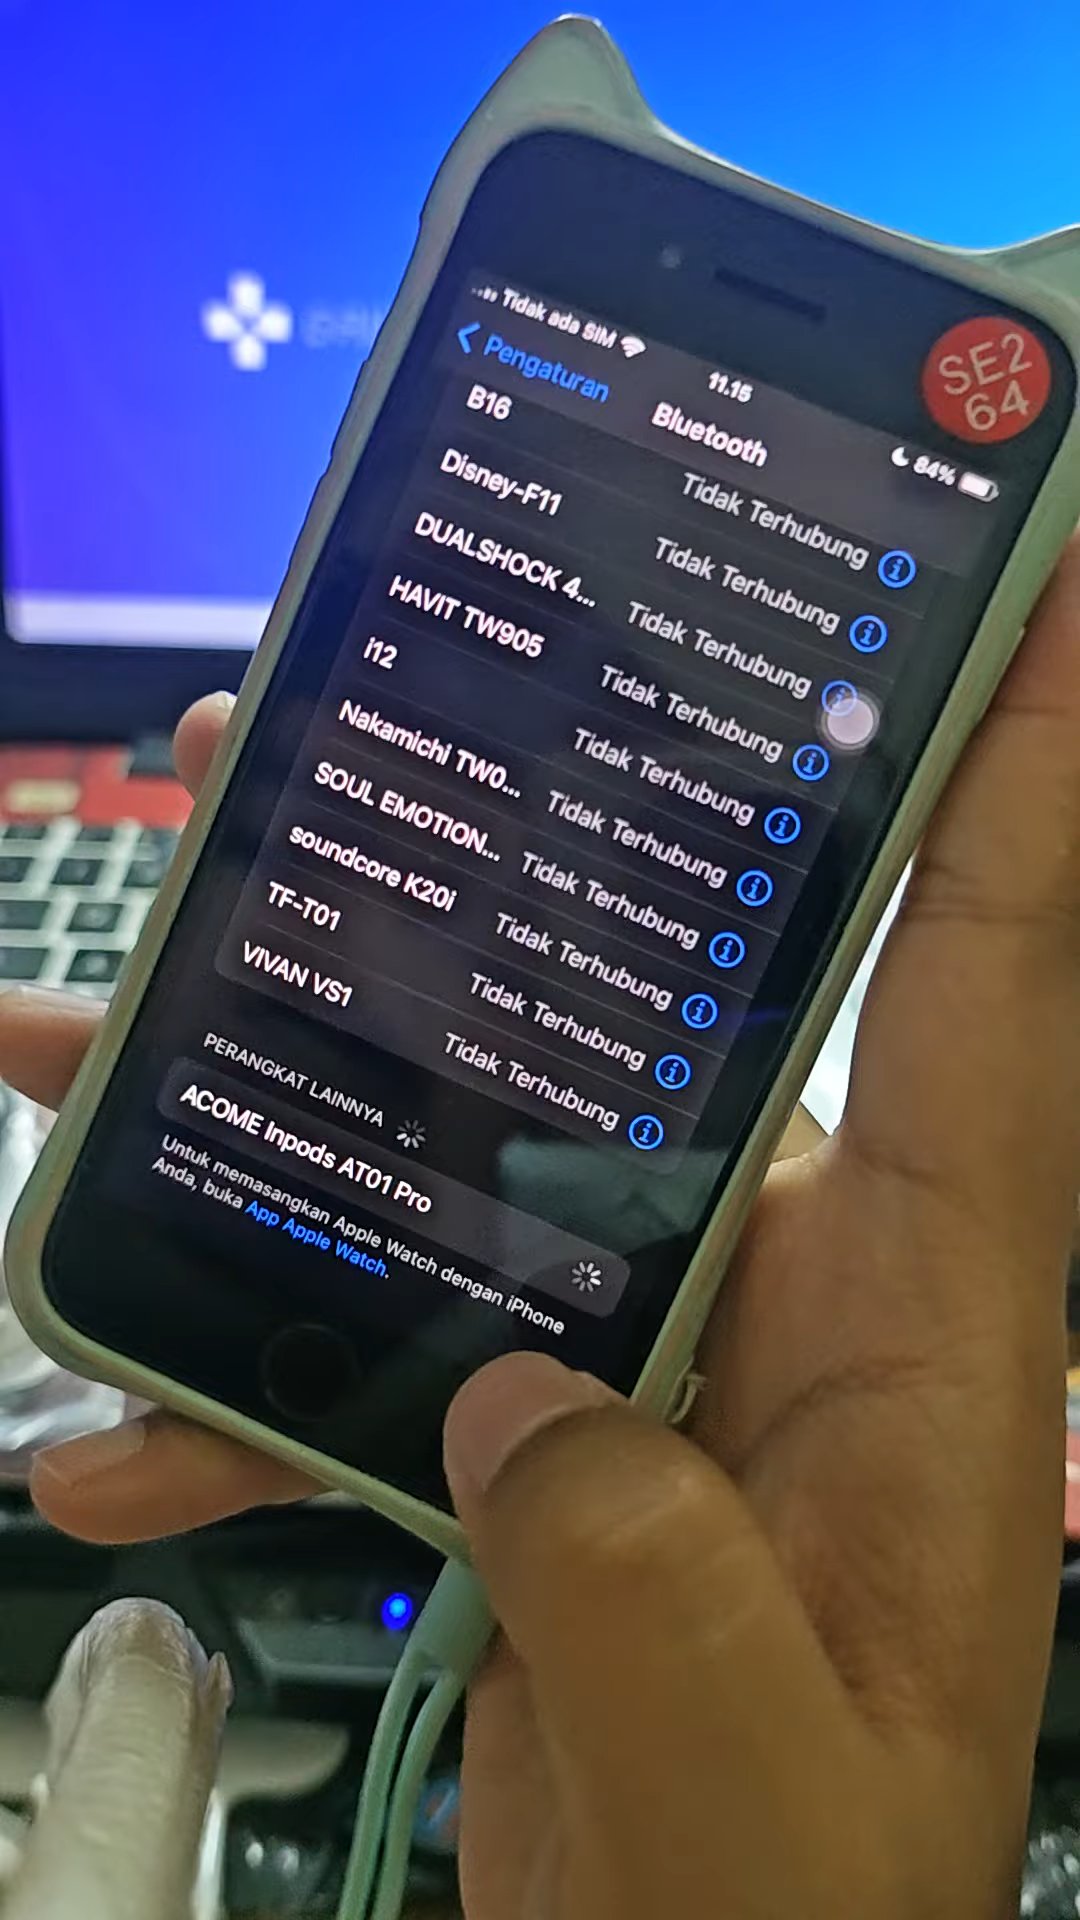 Tidak ada SIM
11.15
84%
Pengaturan
Bluetooth
B16 Tidak Terhubung
Disney-F11 Tidak Terhubung
DUALSHOCK 4... Tidak Terhubung
HAVIT TW905 Tidak Terhubung
i12 Tidak Terhubung
Nakamichi TW0... Tidak Terhubung
SOUL EMOTION... Tidak Terhubung
soundcore K20i Tidak Terhubung
TF-T01 Tidak Terhubung
VIVAN VS1 Tidak Terhubung
PERANGKAT LAINNYA
ACOME Inpods AT01 Pro
Untuk memasangkan Apple Watch dengan iPhone
Anda, buka App Apple Watch.
SE2
64